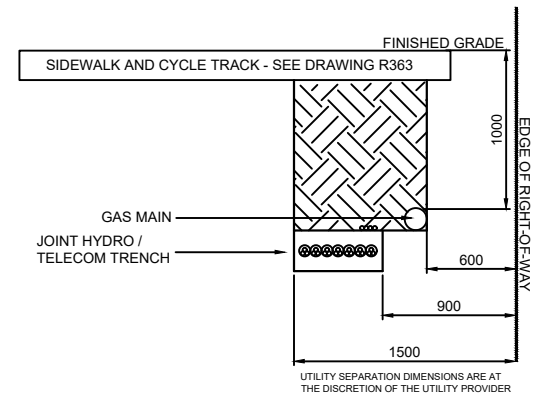 FINISHED GRADE
SIDEWALK AND CYCLE TRACK - SEE DRAWING R363
1000
EDGE OF RIGHT-OF-WAY
GAS MAIN
JOINT HYDRO /
TELECOM TRENCH
600
900
1500
UTILITY SEPARATION DIMENSIONS ARE AT
THE DISCRETION OF THE UTILITY PROVIDER